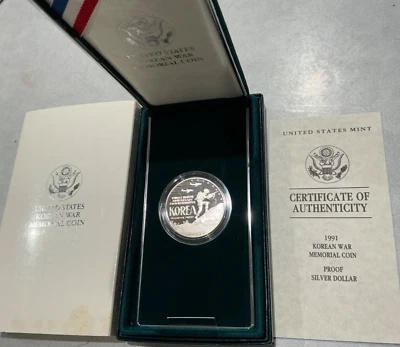 UNITED STATES
KOREAN WAR
MEMORIAL COIN
UNITED STATES
KOREAN WAR
MEMORIAL COIN
KOREA
UNITED STATES MINT
CERTIFICATE OF
AUTHENTICITY
1991
KOREAN WAR
MEMORIAL COIN
PROOF
SILVER DOLLAR